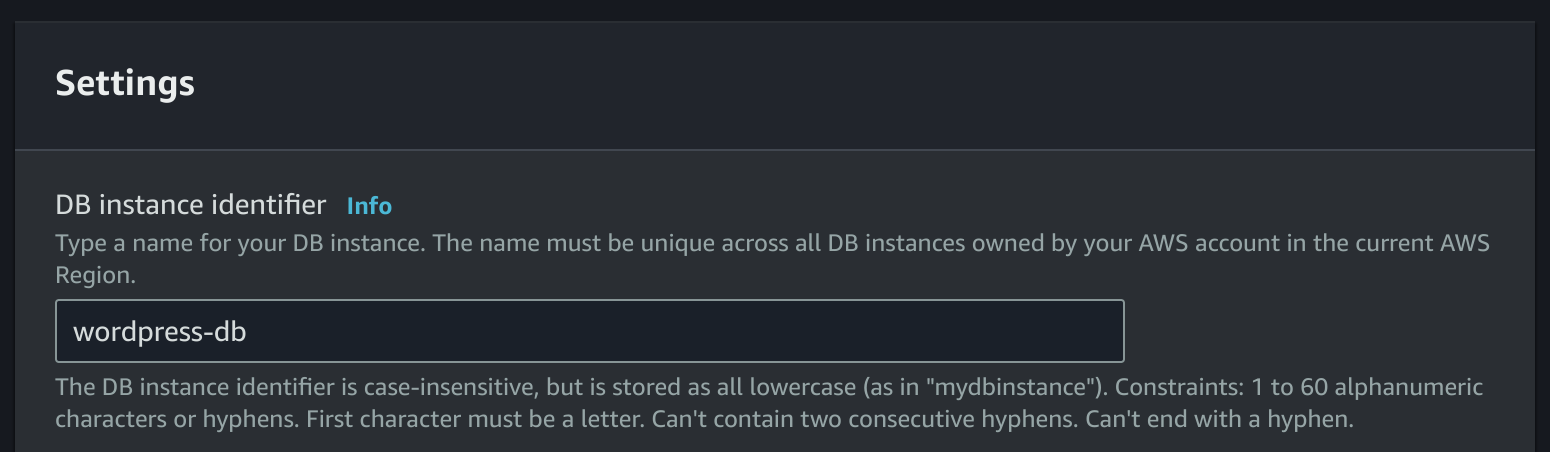 Settings
DB instance identifier Info
Type a name for your DB instance. The name must be unique across all DB instances owned by your AWS account in the current AWS
Region.
wordpress-db
The DB instance identifier is case-insensitive, but is stored as all lowercase (as in "mydbinstance"). Constraints: 1 to 60 alphanumeric
characters or hyphens. First character must be a letter. Can't contain two consecutive hyphens. Can't end with a hyphen.